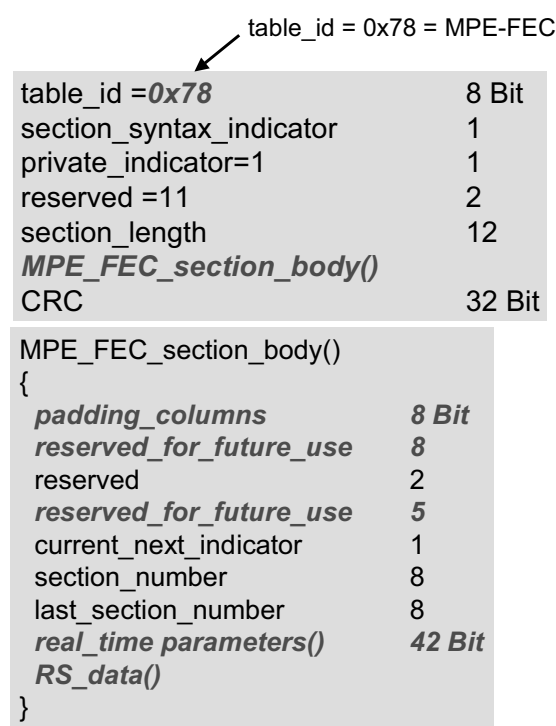 table_id = 0x78 = MPE-FEC
table_id =0x78 8 Bit
section_syntax_indicator 1
private_indicator=1 1
reserved =11 2
section_length 12
MPE_FEC_section_body()
CRC 32 Bit
MPE_FEC_section_body()
{
padding_columns 8 Bit
reserved_for_future_use 8
reserved 2
reserved_for_future_use 5
current_next_indicator 1
section_number 8
last_section_number 8
real_time parameters() 42 Bit
RS_data()
}